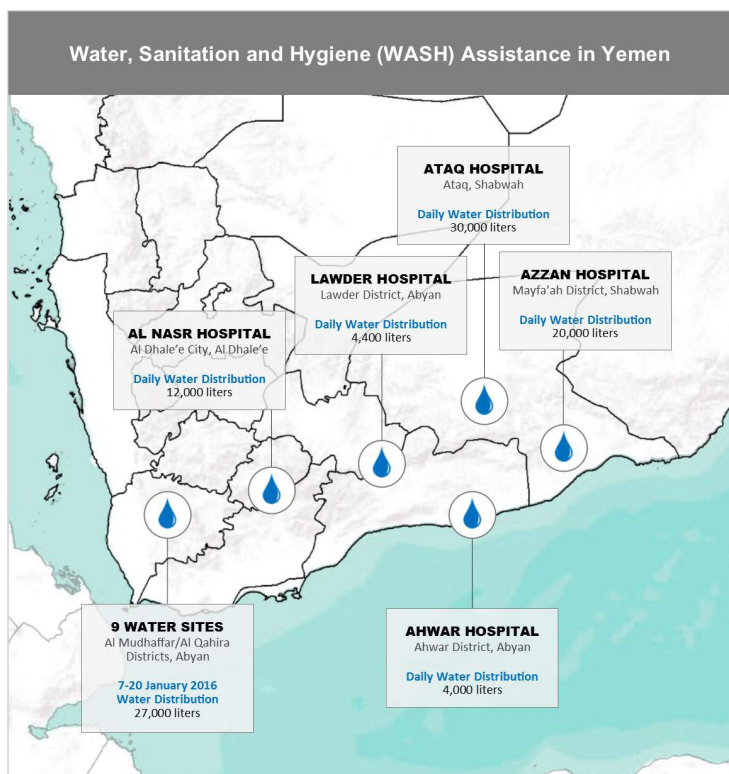 Water, Sanitation and Hygiene (WASH) Assistance in Yemen
ATAQ HOSPITAL
Ataq, Shabwah
Daily Water Distribution
30,000 liters
LAWDER HOSPITAL
Lawder District, Abyan
Daily Water Distribution
4,400 liters
AZZAN HOSPITAL
Mayfa’ah District, Shabwah
Daily Water Distribution
20,000 liters
AL NASR HOSPITAL
Al Dhale’e City, Al Dhale’e
Daily Water Distribution
12,000 liters
9 WATER SITES
Al Mudhaffar/Al Qahira
Districts, Abyan
7-20 January 2016
Water Distribution
27,000 liters
AHWAR HOSPITAL
Ahwar District, Abyan
Daily Water Distribution
4,000 liters